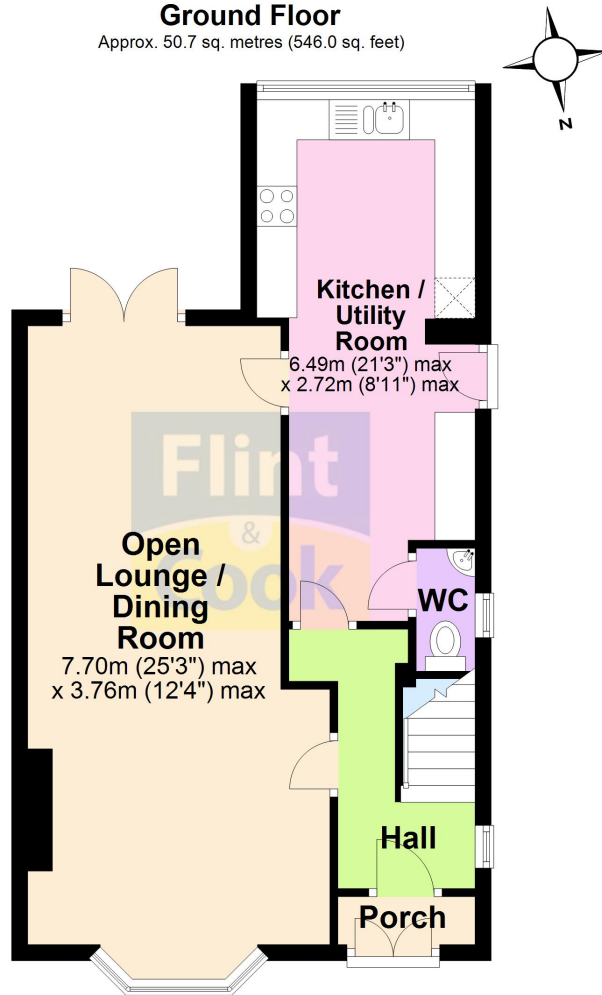 Ground Floor
Approx. 50.7 sq. metres (546.0 sq. feet)
N
Kitchen /
Utility
Room
6.49m (21'3") max
x 2.72m (8'11") max
Flint
&
Cook
Open
Lounge /
Dining
Room
7.70m (25'3") max
x 3.76m (12'4") max
WC
Hall
Porch